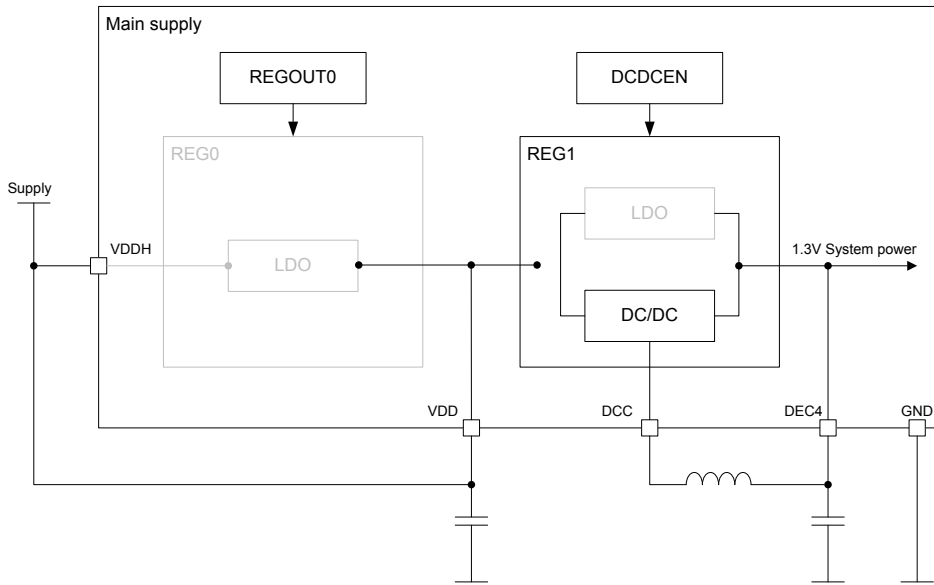 Main supply
REGOUT0
DCDCEN
REG0
REG1
Supply
LDO
VDDH
LDO
1.3V System power
DC/DC
VDD
DCC
DEC4
GND